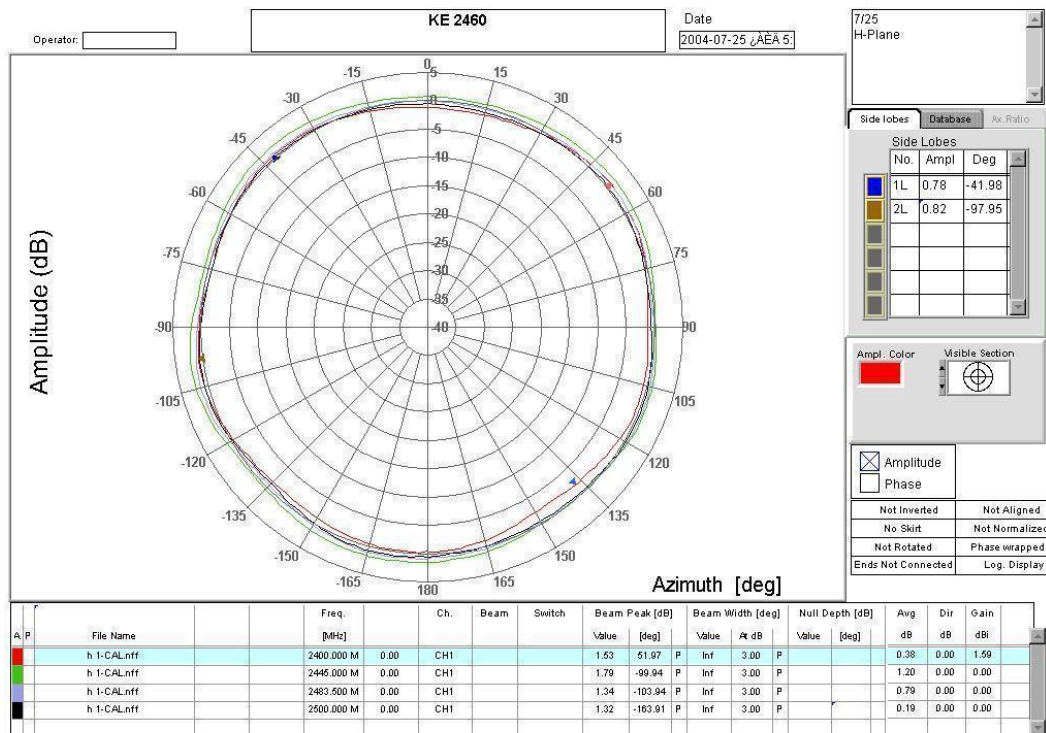 KE 2460
Operator:
Date
2004-07-25 ¿ÀÈÄ 5:
7/25
H-Plane
Side lobes Database Ax.Ratio
Side Lobes
No. Ampl Deg
1L 0.78 -41.98
2L 0.82 -97.95
Ampl. Color Visible Section
Amplitude
Phase
Not Inverted Not Aligned
No Skirt Not Normalized
Not Rotated Phase wrapped
Ends Not Connected Log. Display
Amplitude (dB)
0
-15 15
-30 30
-45 45
-60 60
-75 75
-90 90
-105 105
-120 120
-135 135
-150 150
-165 165
180
5
0
-5
-10
-15
-20
-25
-30
-35
-40
Azimuth [deg]
Freq. Ch. Beam Switch Beam Peak [dB] Beam Width [deg] Null Depth [dB] Avg Dir Gain
A P File Name [MHz] Value [deg] Value At dB Value [deg] dB dB dBi
h 1-CAL.nff 2400.000 M 0.00 CH1 1.53 51.97 P Inf 3.00 P 0.38 0.00 1.59
h 1-CAL.nff 2445.000 M 0.00 CH1 1.79 -99.94 P Inf 3.00 P 1.20 0.00 0.00
h 1-CAL.nff 2483.500 M 0.00 CH1 1.34 -103.94 P Inf 3.00 P 0.79 0.00 0.00
h 1-CAL.nff 2500.000 M 0.00 CH1 1.32 -163.91 P Inf 3.00 P 0.19 0.00 0.00